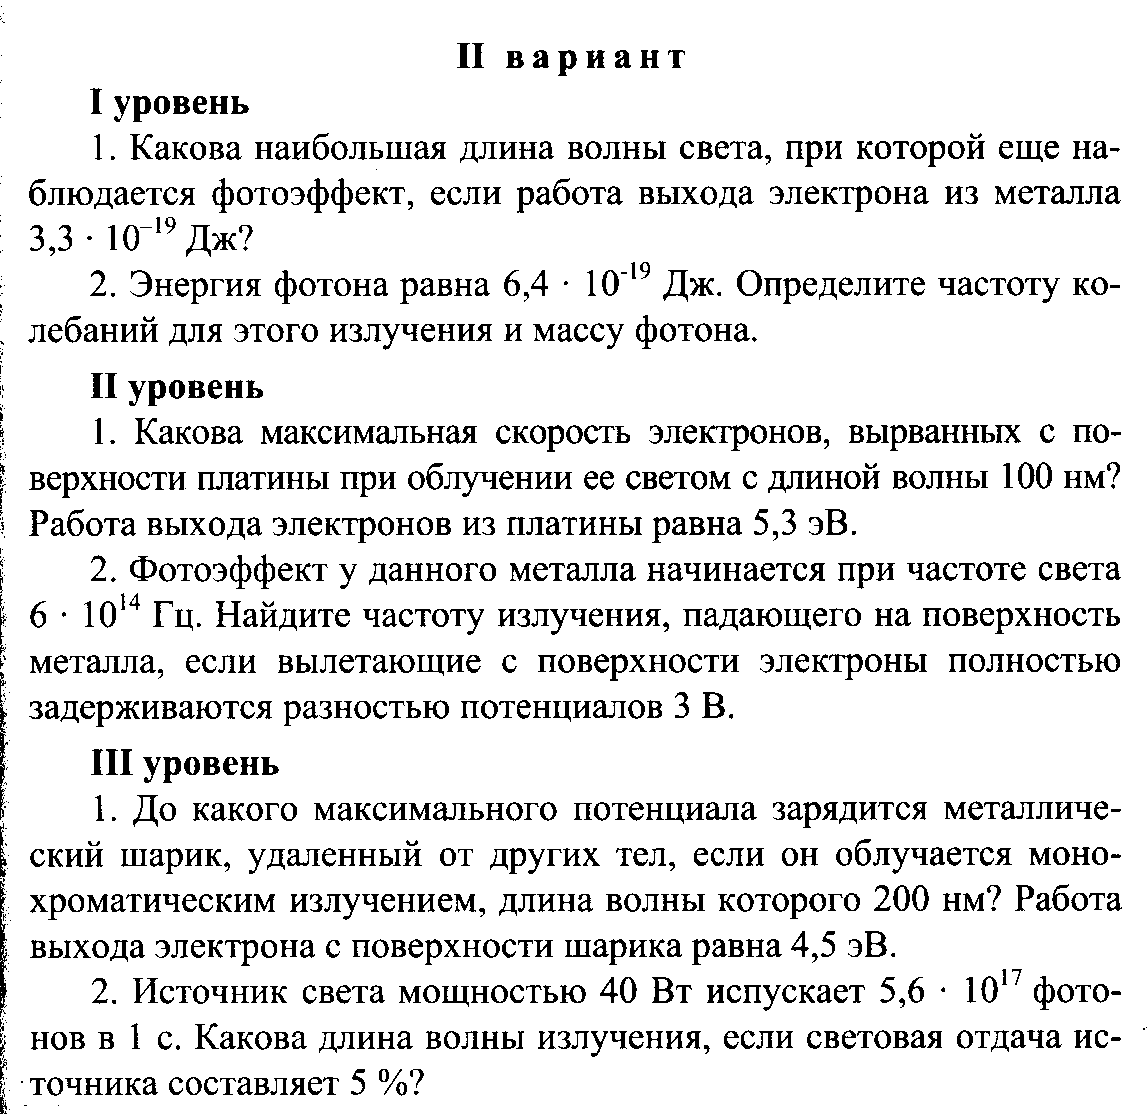 II вариант
I уровень
1. Какова наибольшая длина волны света, при которой еще на-
блюдается фотоэффект, если работа выхода электрона из металла
3,3 · 10⁻¹⁹ Дж?
2. Энергия фотона равна 6,4 · 10⁻¹⁹ Дж. Определите частоту ко-
лебаний для этого излучения и массу фотона.
II уровень
1. Какова максимальная скорость электронов, вырванных с по-
верхности платины при облучении ее светом с длиной волны 100 нм?
Работа выхода электронов из платины равна 5,3 эВ.
2. Фотоэффект у данного металла начинается при частоте света
6 · 10¹⁴ Гц. Найдите частоту излучения, падающего на поверхность
металла, если вылетающие с поверхности электроны полностью
задерживаются разностью потенциалов 3 В.
III уровень
1. До какого максимального потенциала зарядится металличе-
ский шарик, удаленный от других тел, если он облучается моно-
хроматическим излучением, длина волны которого 200 нм? Работа
выхода электрона с поверхности шарика равна 4,5 эВ.
2. Источник света мощностью 40 Вт испускает 5,6 · 10¹⁷ фото-
нов в 1 с. Какова длина волны излучения, если световая отдача ис-
точника составляет 5 %?